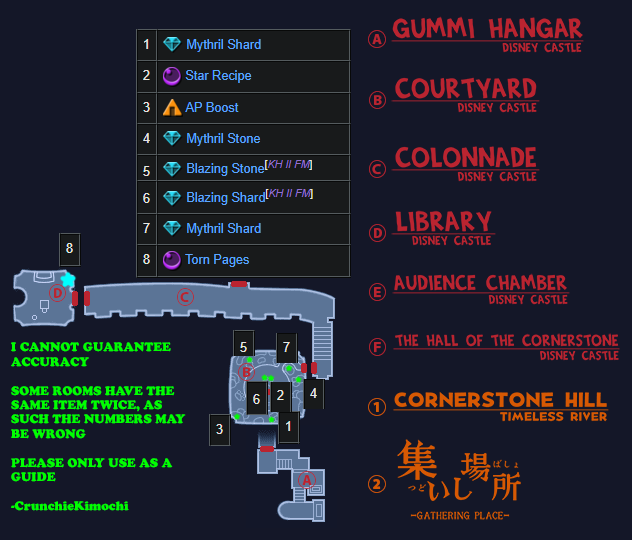 1 Mythril Shard
2 Star Recipe
3 AP Boost
4 Mythril Stone
5 Blazing Stone[KH II FM]
6 Blazing Shard[KH II FM]
7 Mythril Shard
8 Torn Pages
A GUMMI HANGAR
DISNEY CASTLE
B COURTYARD
DISNEY CASTLE
C COLONNADE
DISNEY CASTLE
D LIBRARY
DISNEY CASTLE
E AUDIENCE CHAMBER
DISNEY CASTLE
F THE HALL OF THE CORNERSTONE
DISNEY CASTLE
1 CORNERSTONE HILL
TIMELESS RIVER
2 集いし場所
つど ばしょ
-GATHERING PLACE-
8
D
C
5
7
B
6
2
4
3
1
A
I CANNOT GUARANTEE
ACCURACY
SOME ROOMS HAVE THE
SAME ITEM TWICE, AS
SUCH THE NUMBERS MAY
BE WRONG
PLEASE ONLY USE AS A
GUIDE
-CrunchieKimochi